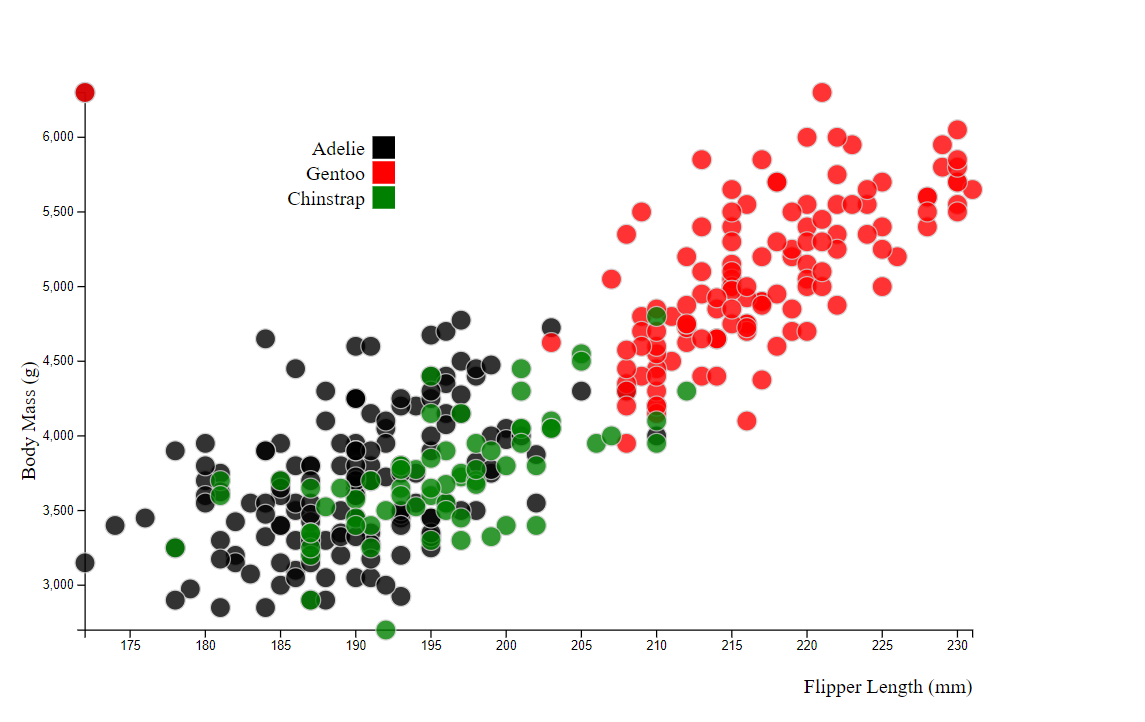 Adelie
Gentoo
Chinstrap
6,000
5,500
5,000
4,500
4,000
3,500
3,000
Body Mass (g)
175 180 185 190 195 200 205 210 215 220 225 230
Flipper Length (mm)